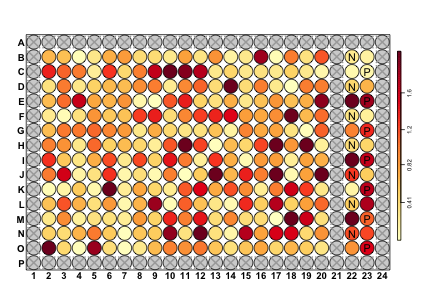 A
B N
C P
D N
E P
F N
G P
H N
I P
J N
K P
L N
M P
N N
O P
P
1 2 3 4 5 6 7 8 9 10 11 12 13 14 15 16 17 18 19 20 21 22 23 24
1.6
1.2
0.82
0.41